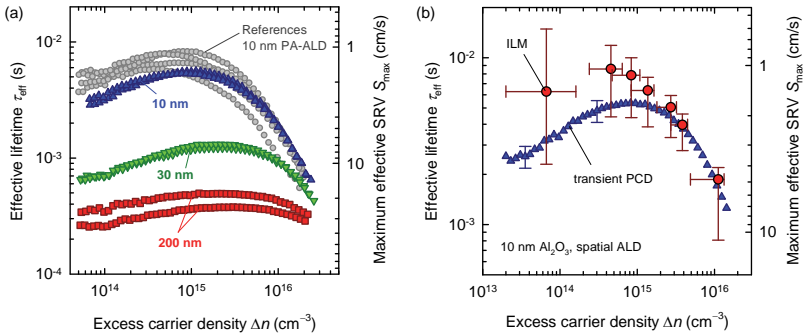 (a)
Effective lifetime τeff (s)
10⁻²
10⁻³
10⁻⁴
References
10 nm PA-ALD
10 nm
30 nm
200 nm
1
10
Maximum effective SRV Smax (cm/s)
10¹⁴
10¹⁵
10¹⁶
Excess carrier density Δn (cm⁻³)
(b)
Effective lifetime τeff (s)
10⁻²
10⁻³
ILM
transient PCD
10 nm Al₂O₃, spatial ALD
1
10
Maximum effective SRV Smax (cm/s)
10¹³
10¹⁴
10¹⁵
10¹⁶
Excess carrier density Δn (cm⁻³)